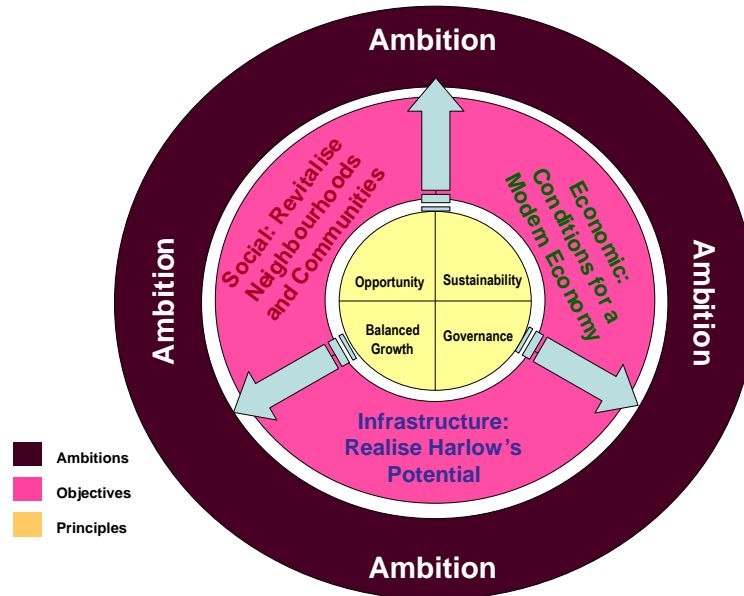 Ambition
Social: Revitalise
Neighbourhoods
and Communities
Economic:
Conditions for a
Modern Economy
Ambition
Ambition
Opportunity
Sustainability
Balanced
Growth
Governance
Infrastructure:
Realise Harlow's
Potential
Ambitions
Objectives
Principles
Ambition